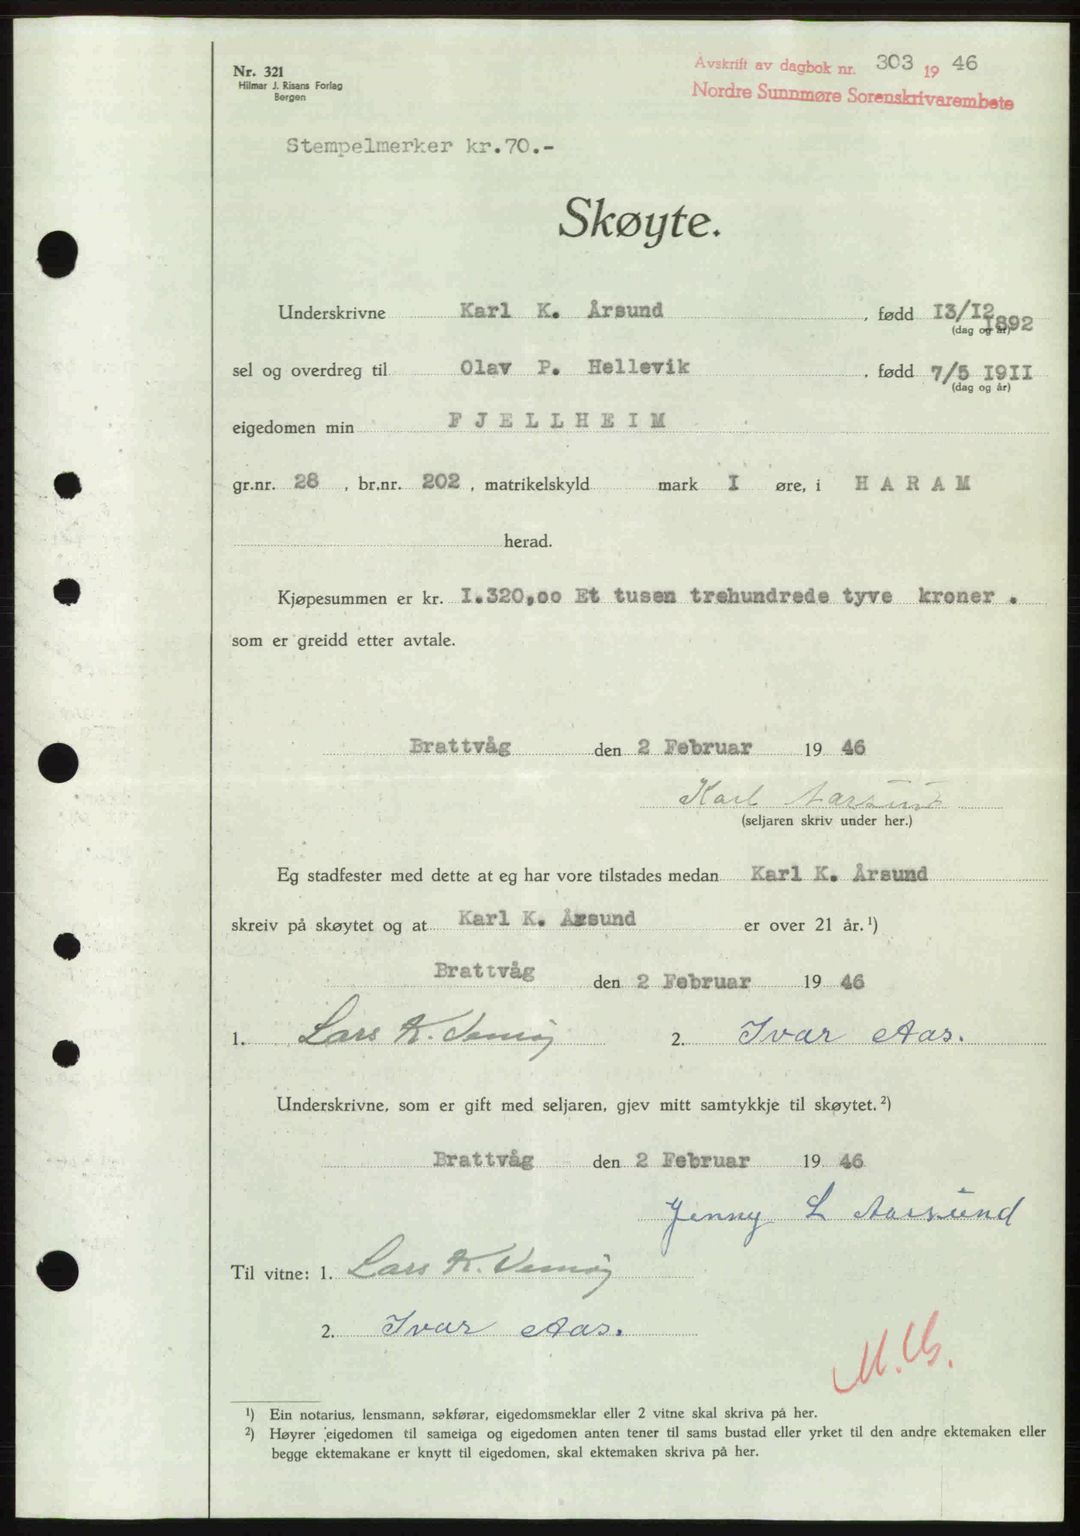 Nr. 321
Hilmar J. Risans Forlag
Bergen
Avskrift av dagbok nr. 303 19 46
Nordre Sunnmøre Sorenskrivarembete
Stempelmerker kr.70.-
Skøyte.
Underskrivne Karl K. Årsund , fødd 13/12
(dag og år) 1892
sel og overdreg til Olav P. Hellevik , fødd 7/5 1911
(dag og år)
eigedomen min FJELLHEIM
gr.nr. 28 , br.nr. 202 , matrikelskyld mark I øre, i HARAM
herad.
Kjøpesummen er kr. I.320,oo Et tusen trehundrede tyve kroner .
som er greidd etter avtale.
Brattvåg den 2 Februar 19 46
Karl Aarsund
(seljaren skriv under her.)
Eg stadfester med dette at eg har vore tilstades medan Karl K. Årsund
skreiv på skøytet og at Karl K. Årsund er over 21 år.¹)
Brattvåg den 2 Februar 19 46
1. Lars K. 2. Ivar Aas.
Underskrivne, som er gift med seljaren, gjev mitt samtykkje til skøytet.²)
Brattvåg den 2 Februar 19 46
Jenny L Aarsund
Til vitne: 1. Lars K.
2. Ivar Aas.
¹) Ein notarius, lensmann, sakførar, eigedomsmeklar eller 2 vitne skal skriva på her.
²) Høyrer eigedomen til sameiga og eigedomen anten tener til sams bustad eller yrket til den andre ektemaken eller
begge ektemakane er knytt til eigedomen, skal ektemaken skriva på her.